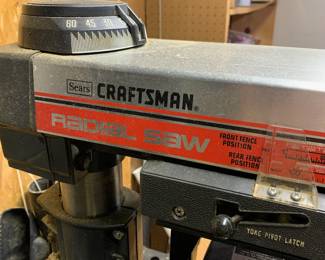 60 45 30
Sears CRAFTSMAN®
RADIAL SAW
FRONT FENCE
POSITION
REAR FENCE
POSITION
YOKE PIVOT LATCH